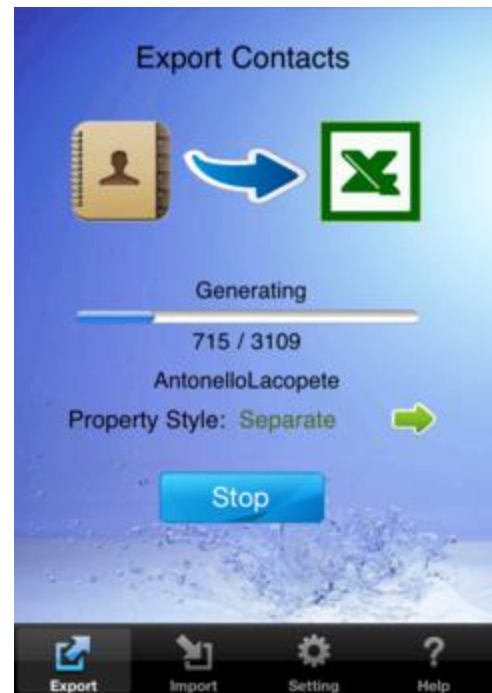 Export Contacts
Generating
715 / 3109
AntonelloLacopete
Property Style: Separate
Stop
Export Import Setting Help